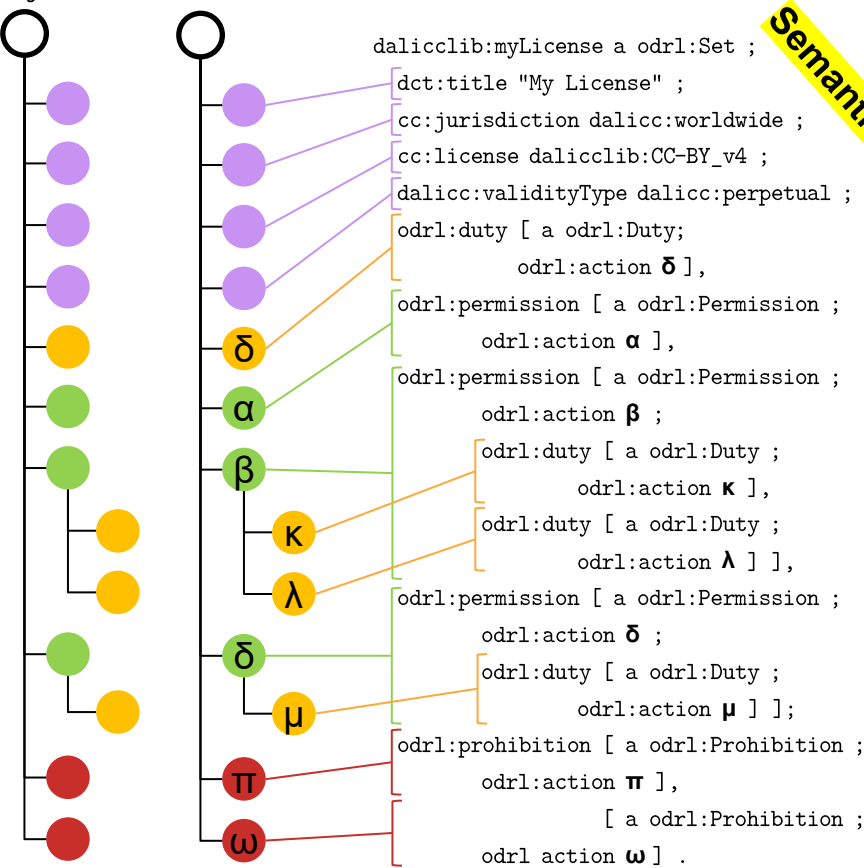 dalicclib:myLicense a odrl:Set ;
dct:title "My License" ;
cc:jurisdiction dalicc:worldwide ;
cc:license dalicclib:CC-BY_v4 ;
dalicc:validityType dalicc:perpetual ;
odrl:duty [ a odrl:Duty;
odrl:action δ ],
odrl:permission [ a odrl:Permission ;
odrl:action α ],
odrl:permission [ a odrl:Permission ;
odrl:action β ;
odrl:duty [ a odrl:Duty ;
odrl:action κ ],
odrl:duty [ a odrl:Duty ;
odrl:action λ ] ],
odrl:permission [ a odrl:Permission ;
odrl:action δ ;
odrl:duty [ a odrl:Duty ;
odrl:action μ ] ];
odrl:prohibition [ a odrl:Prohibition ;
odrl:action π ],
[ a odrl:Prohibition ;
odrl action ω ] .
δ
α
β
κ
λ
δ
μ
π
ω